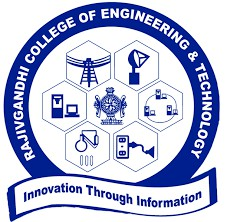 RAJIVGANDHI COLLEGE OF ENGINEERING & TECHNOLOGY
Innovation Through Information